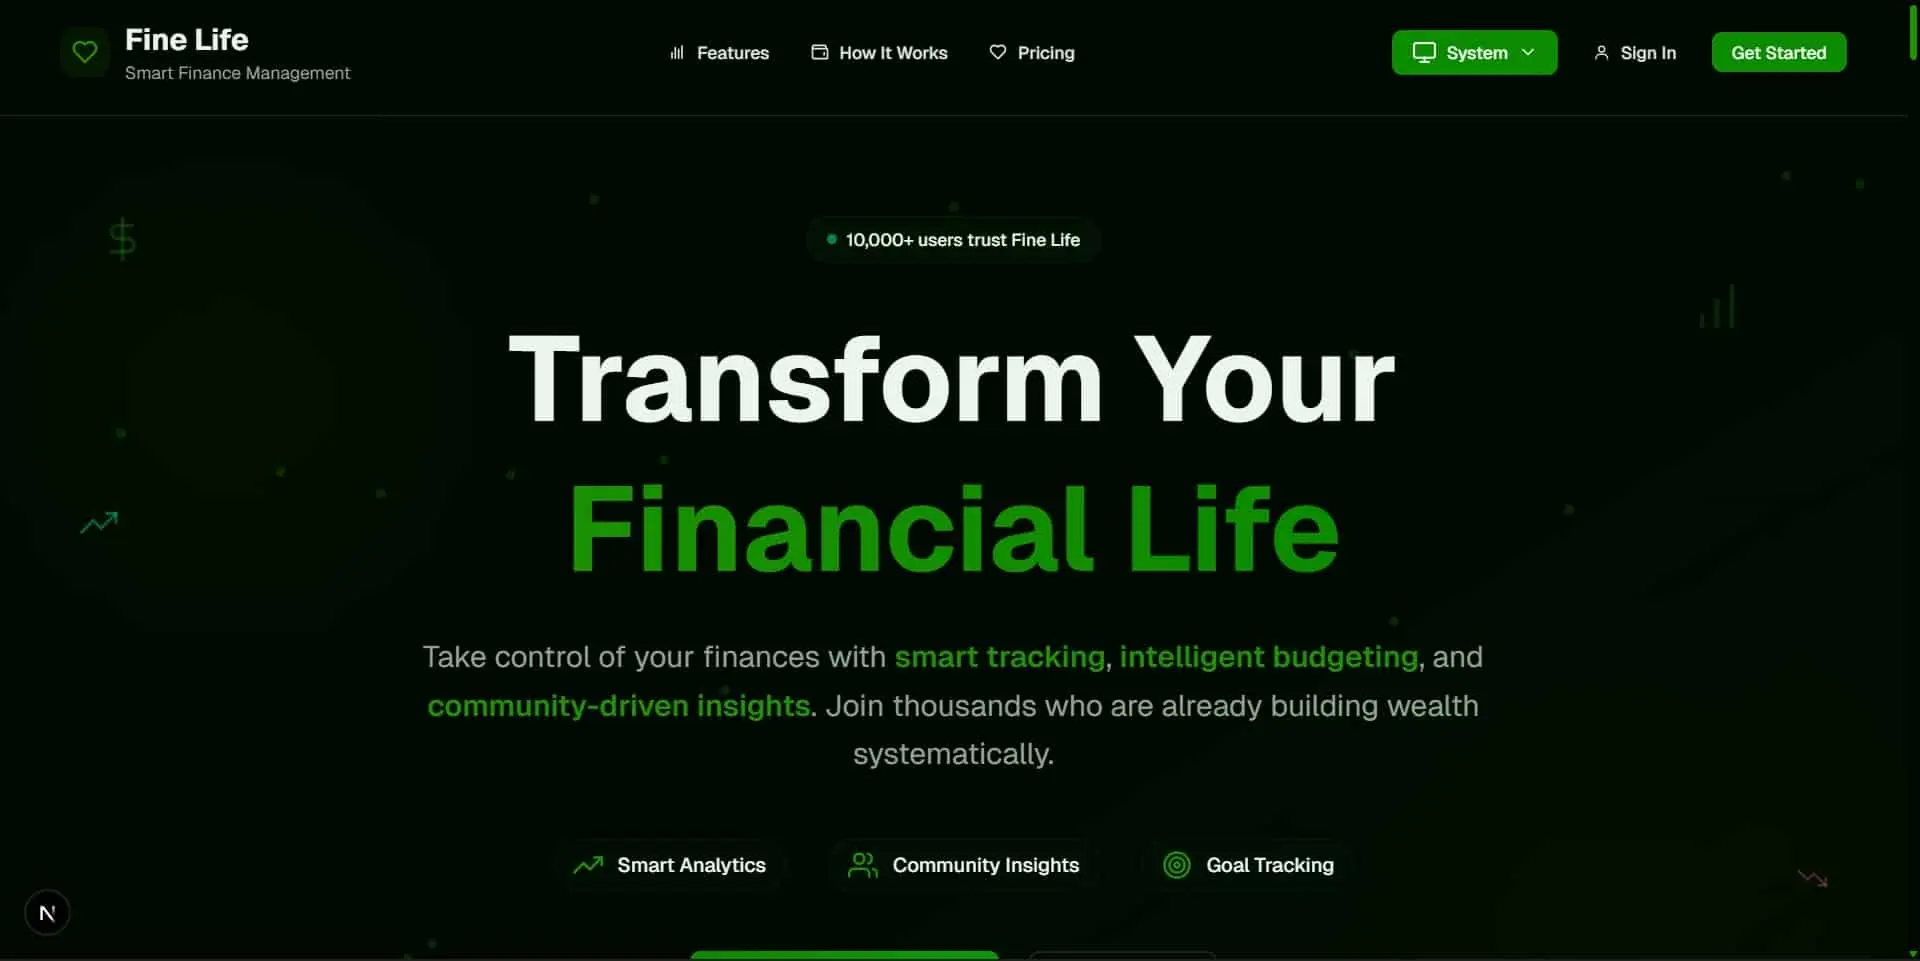 Fine Life
Smart Finance Management
Features
How It Works
Pricing
System
Sign In
Get Started
10,000+ users trust Fine Life
Transform Your
Financial Life
Take control of your finances with smart tracking, intelligent budgeting, and
community-driven insights. Join thousands who are already building wealth
systematically.
Smart Analytics
Community Insights
Goal Tracking
N